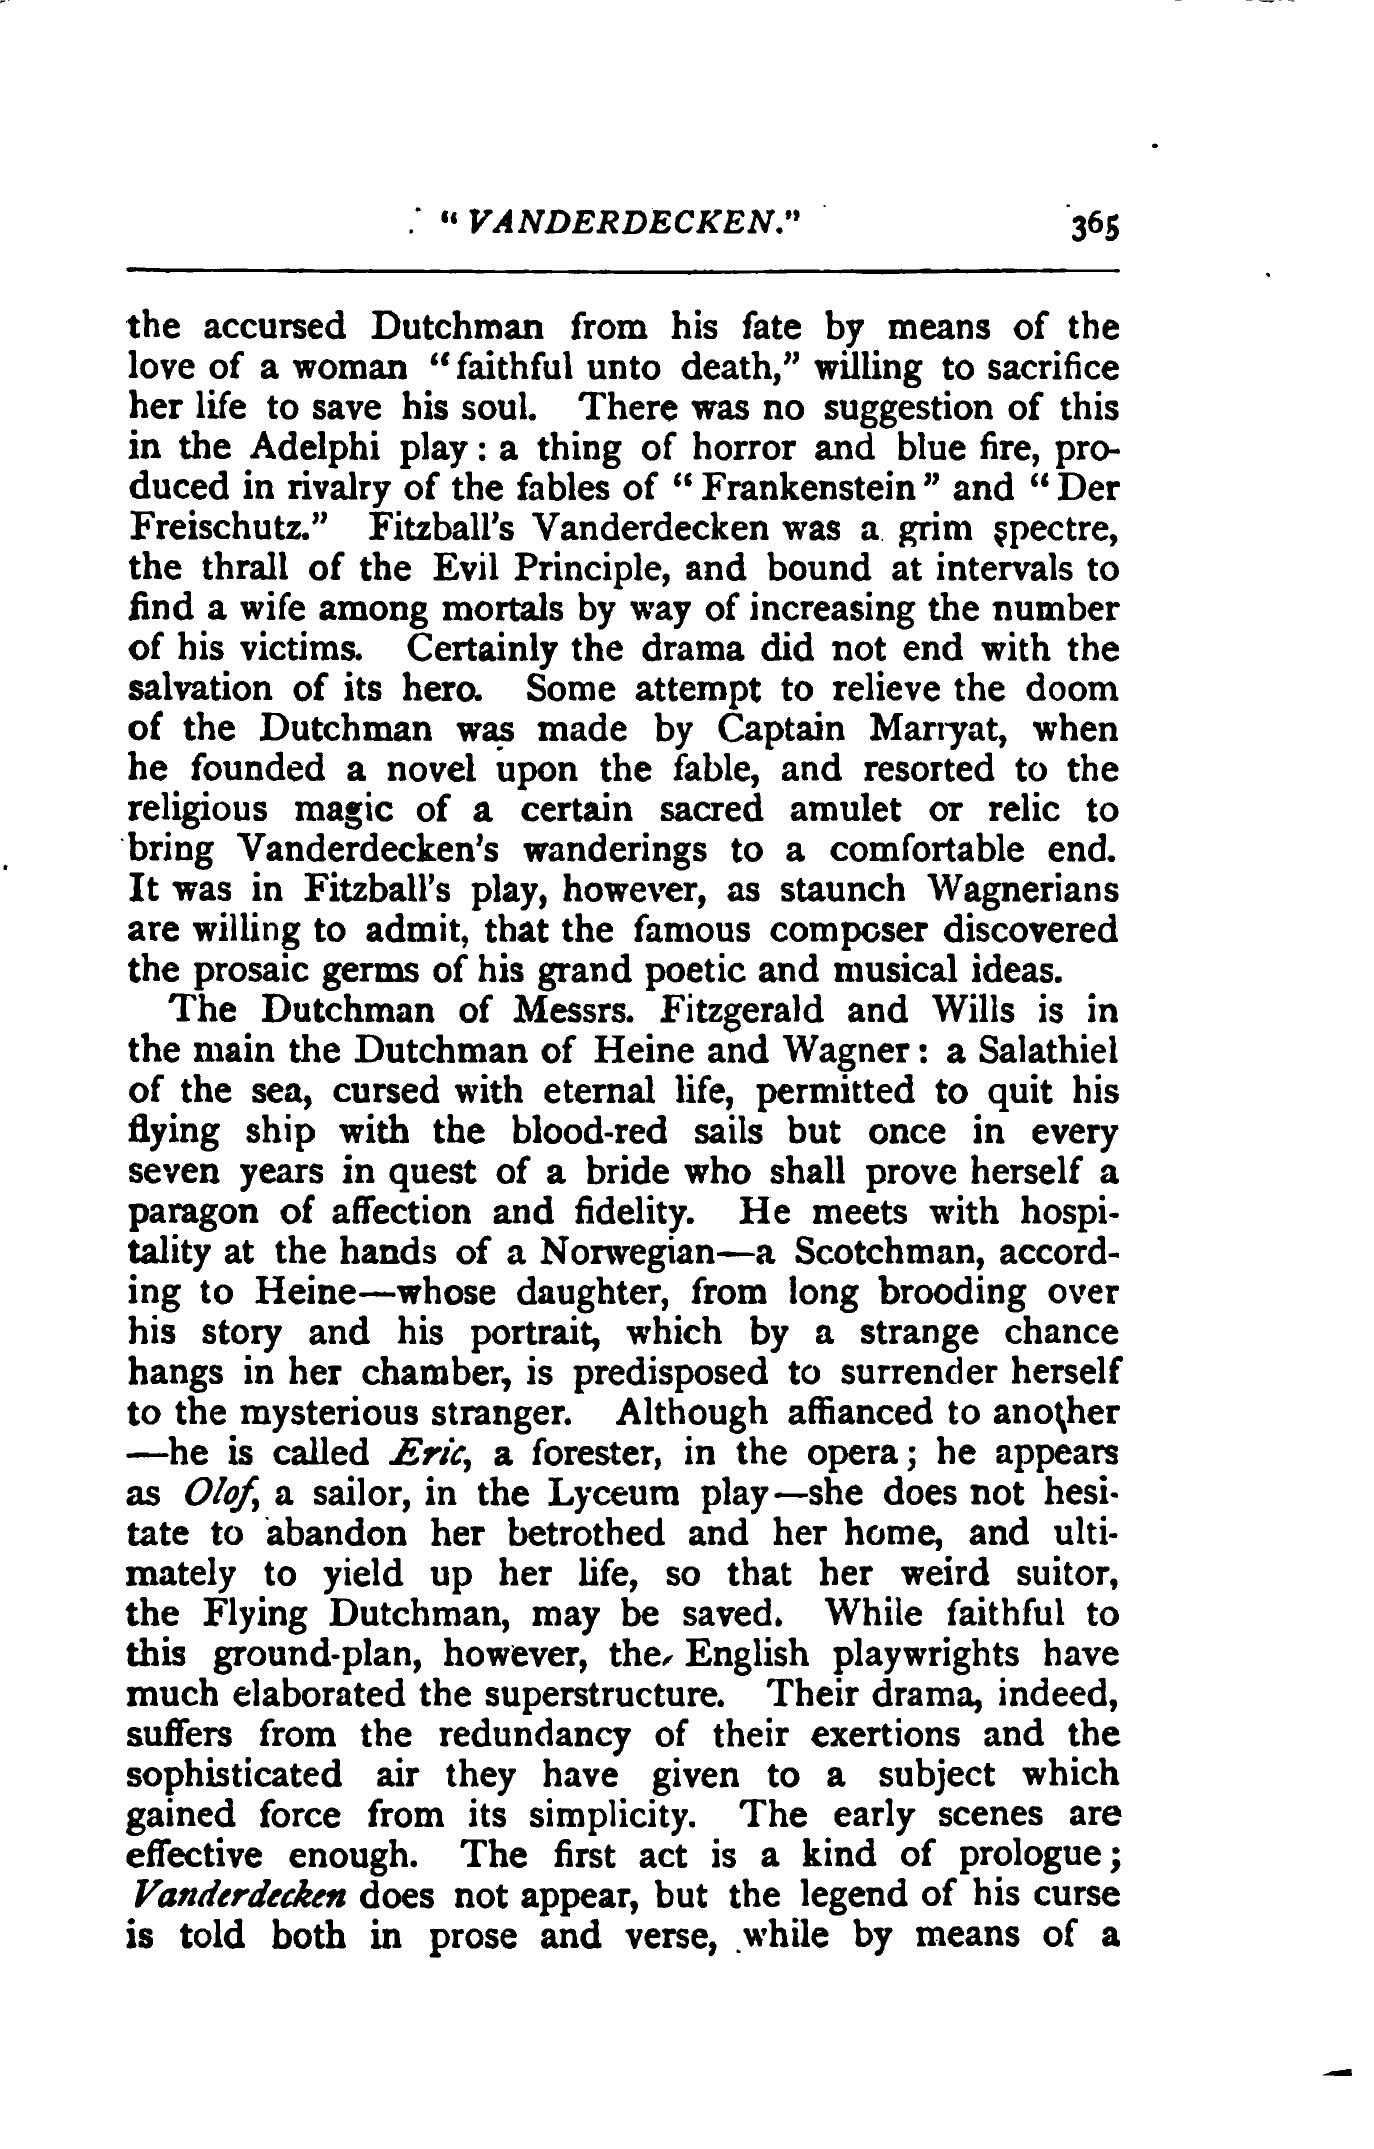 "VANDERDECKEN." 365
the accursed Dutchman from his fate by means of the
love of a woman "faithful unto death," willing to sacrifice
her life to save his soul. There was no suggestion of this
in the Adelphi play: a thing of horror and blue fire, pro-
duced in rivalry of the fables of "Frankenstein" and "Der
Freischutz." Fitzball's Vanderdecken was a grim spectre,
the thrall of the Evil Principle, and bound at intervals to
find a wife among mortals by way of increasing the number
of his victims. Certainly the drama did not end with the
salvation of its hero. Some attempt to relieve the doom
of the Dutchman was made by Captain Marryat, when
he founded a novel upon the fable, and resorted to the
religious magic of a certain sacred amulet or relic to
bring Vanderdecken's wanderings to a comfortable end.
It was in Fitzball's play, however, as staunch Wagnerians
are willing to admit, that the famous composer discovered
the prosaic germs of his grand poetic and musical ideas.
The Dutchman of Messrs. Fitzgerald and Wills is in
the main the Dutchman of Heine and Wagner: a Salathiel
of the sea, cursed with eternal life, permitted to quit his
flying ship with the blood-red sails but once in every
seven years in quest of a bride who shall prove herself a
paragon of affection and fidelity. He meets with hospi-
tality at the hands of a Norwegian—a Scotchman, accord-
ing to Heine—whose daughter, from long brooding over
his story and his portrait, which by a strange chance
hangs in her chamber, is predisposed to surrender herself
to the mysterious stranger. Although affianced to another
—he is called Eric, a forester, in the opera; he appears
as Olof, a sailor, in the Lyceum play—she does not hesi-
tate to abandon her betrothed and her home, and ulti-
mately to yield up her life, so that her weird suitor,
the Flying Dutchman, may be saved. While faithful to
this ground-plan, however, the English playwrights have
much elaborated the superstructure. Their drama, indeed,
suffers from the redundancy of their exertions and the
sophisticated air they have given to a subject which
gained force from its simplicity. The early scenes are
effective enough. The first act is a kind of prologue;
Vanderdecken does not appear, but the legend of his curse
is told both in prose and verse, while by means of a